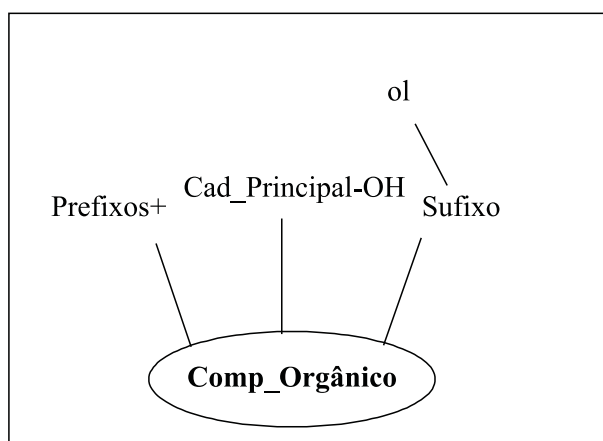 ol
Cad_Principal-OH
Prefixos+
Sufixo
Comp_Orgânico